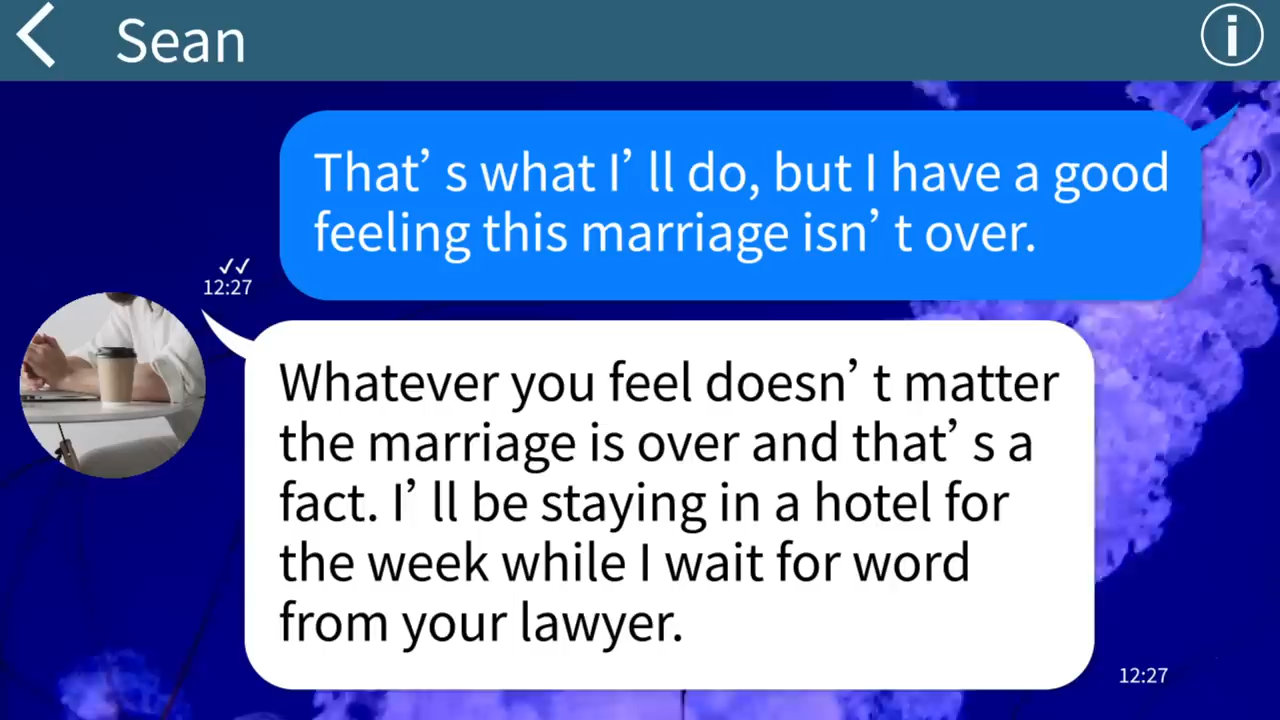 Sean
That’ s what I’ ll do, but I have a good
feeling this marriage isn’ t over.
12:27
Whatever you feel doesn’ t matter
the marriage is over and that’ s a
fact. I’ ll be staying in a hotel for
the week while I wait for word
from your lawyer.
12:27